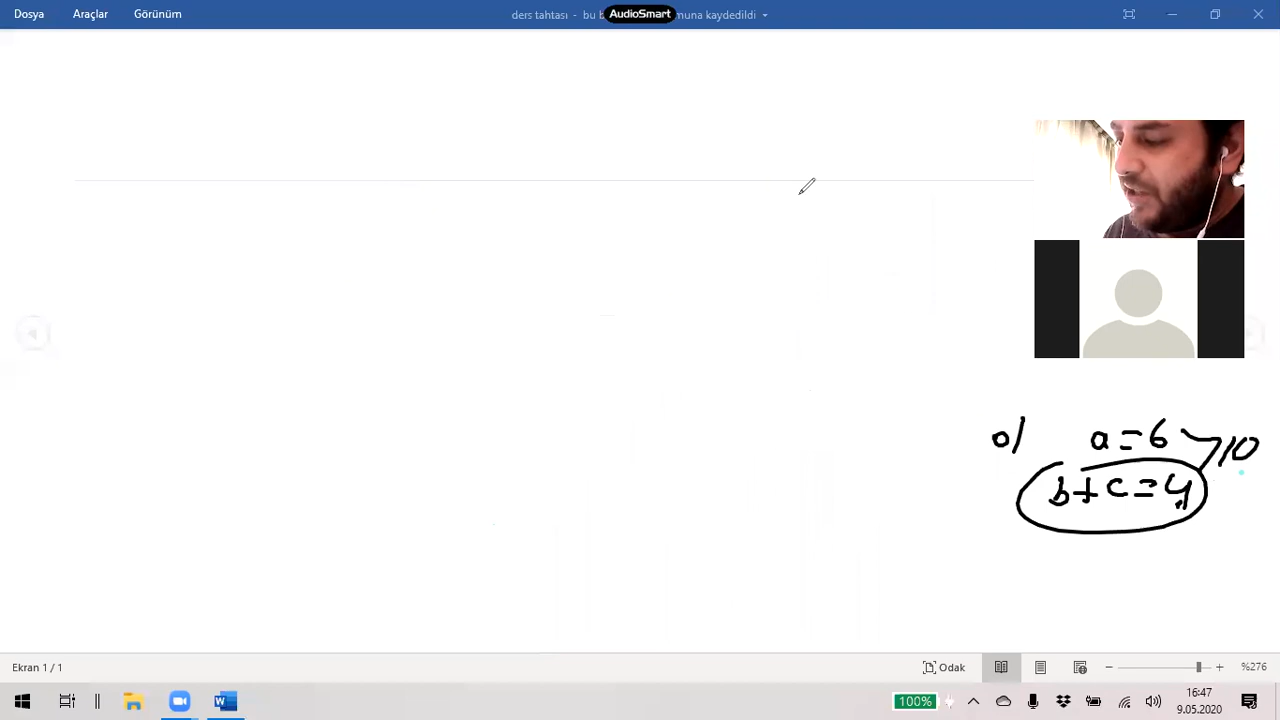 Dosya Araçlar Görünüm
ders tahtası - bu b
AudioSmart
muna kaydedildi
a) a = 6 10
b + c = 4
Ekran 1 / 1
Odak
%276
100%
16:47
9.05.2020